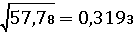 √57,78 = 0,3193